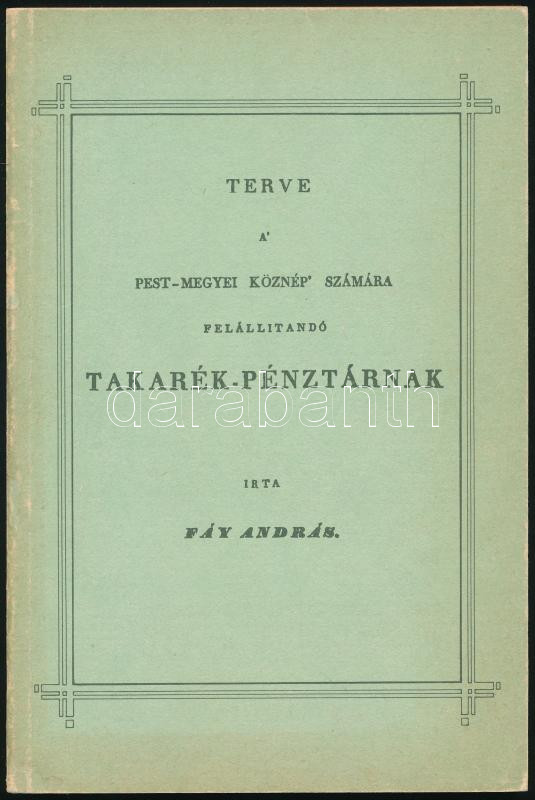 TERVE
A'
PEST-MEGYEI KÖZNÉP' SZÁMÁRA
FELÁLLITANDÓ
TAKARÉK-PÉNZTÁRNAK
darabanth
IRTA
FÁY ANDRÁS.